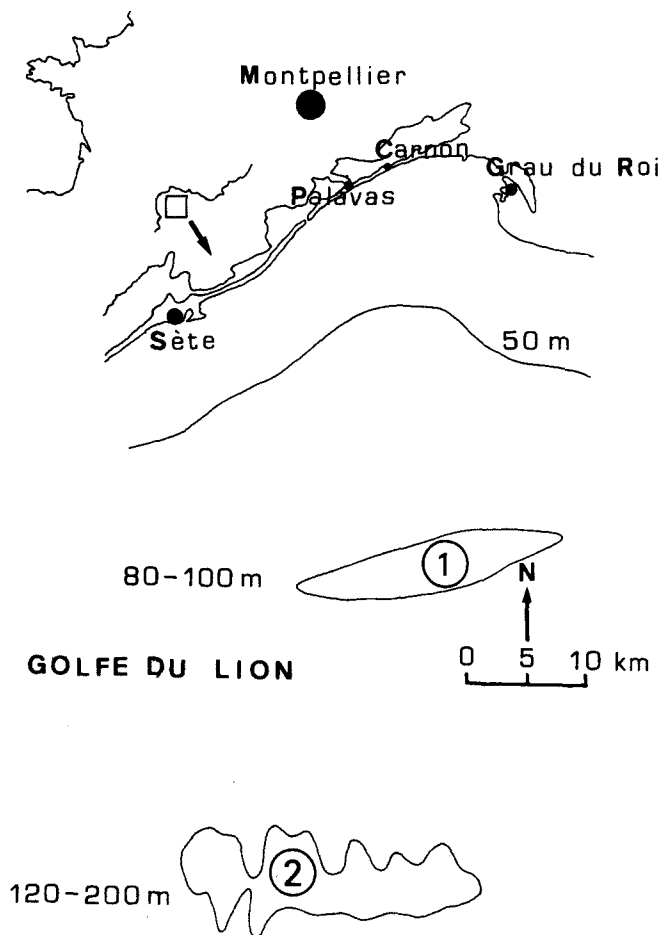 Montpellier
Carnon
Grau du Roi
Palavas
Sète
50 m
80-100 m
1
N
GOLFE DU LION
0 5 10 km
2
120-200 m